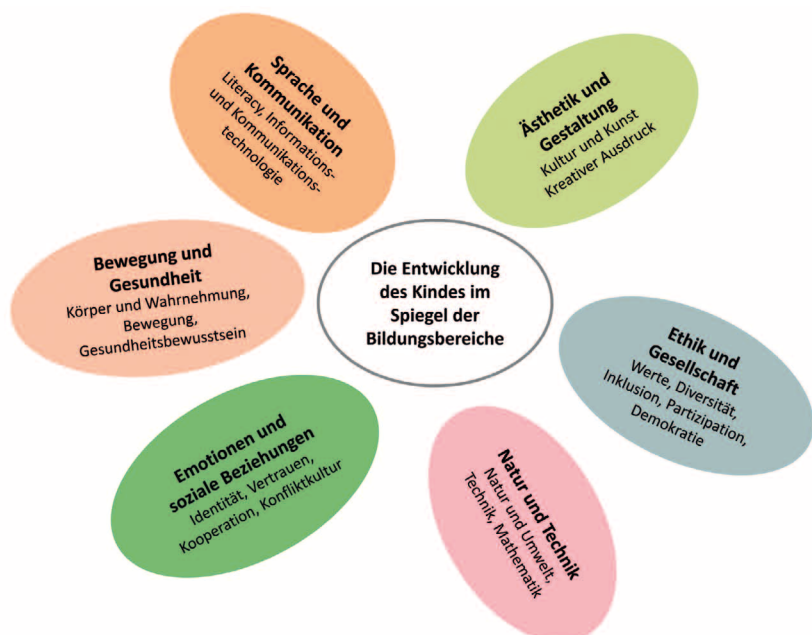 Sprache und
Kommunikation
Literacy, Informations-
und Kommunikations-
technologie
Ästhetik und
Gestaltung
Kultur und Kunst
Kreativer Ausdruck
Bewegung und
Gesundheit
Körper und Wahrnehmung,
Bewegung,
Gesundheitsbewusstsein
Die Entwicklung
des Kindes im
Spiegel der
Bildungsbereiche
Ethik und
Gesellschaft
Werte, Diversität,
Inklusion, Partizipation,
Demokratie
Emotionen und
soziale Beziehungen
Identität, Vertrauen,
Kooperation, Konfliktkultur
Natur und Technik
Natur und Umwelt,
Technik, Mathematik